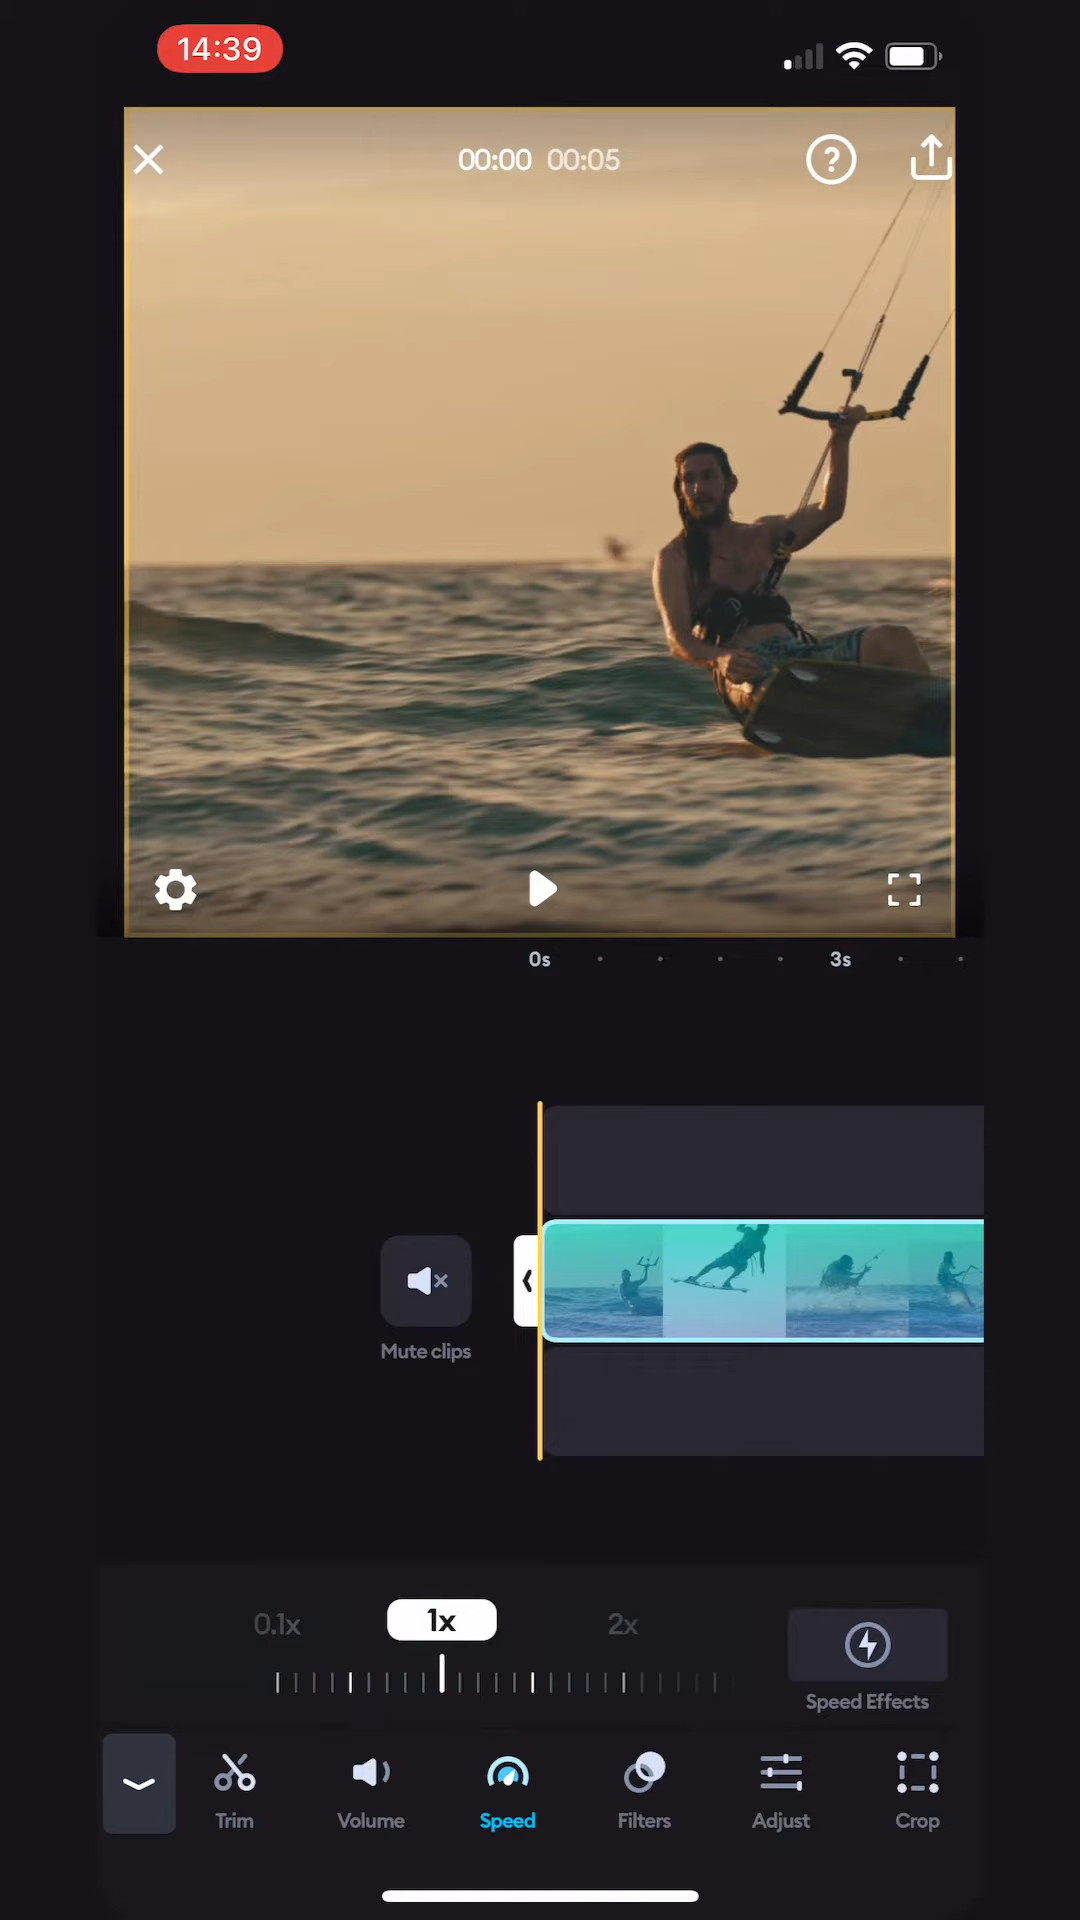 14:39
00:00 00:05
0s 3s
Mute clips
0.1x 1x 2x
Speed Effects
Trim Volume Speed Filters Adjust Crop